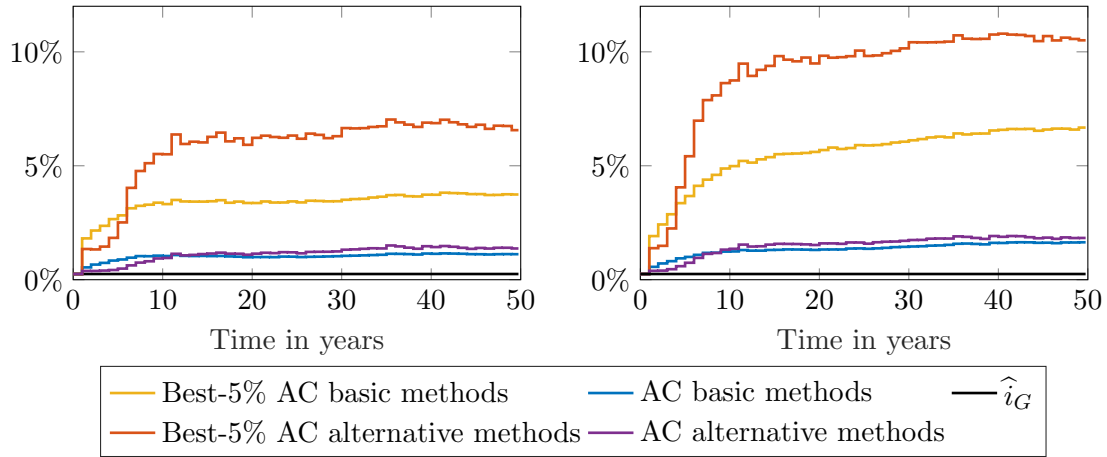 10%
5%
0%
0 10 20 30 40 50
Time in years
10%
5%
0%
0 10 20 30 40 50
Time in years
Best-5% AC basic methods
AC basic methods
$\widehat{i}_G$
Best-5% AC alternative methods
AC alternative methods